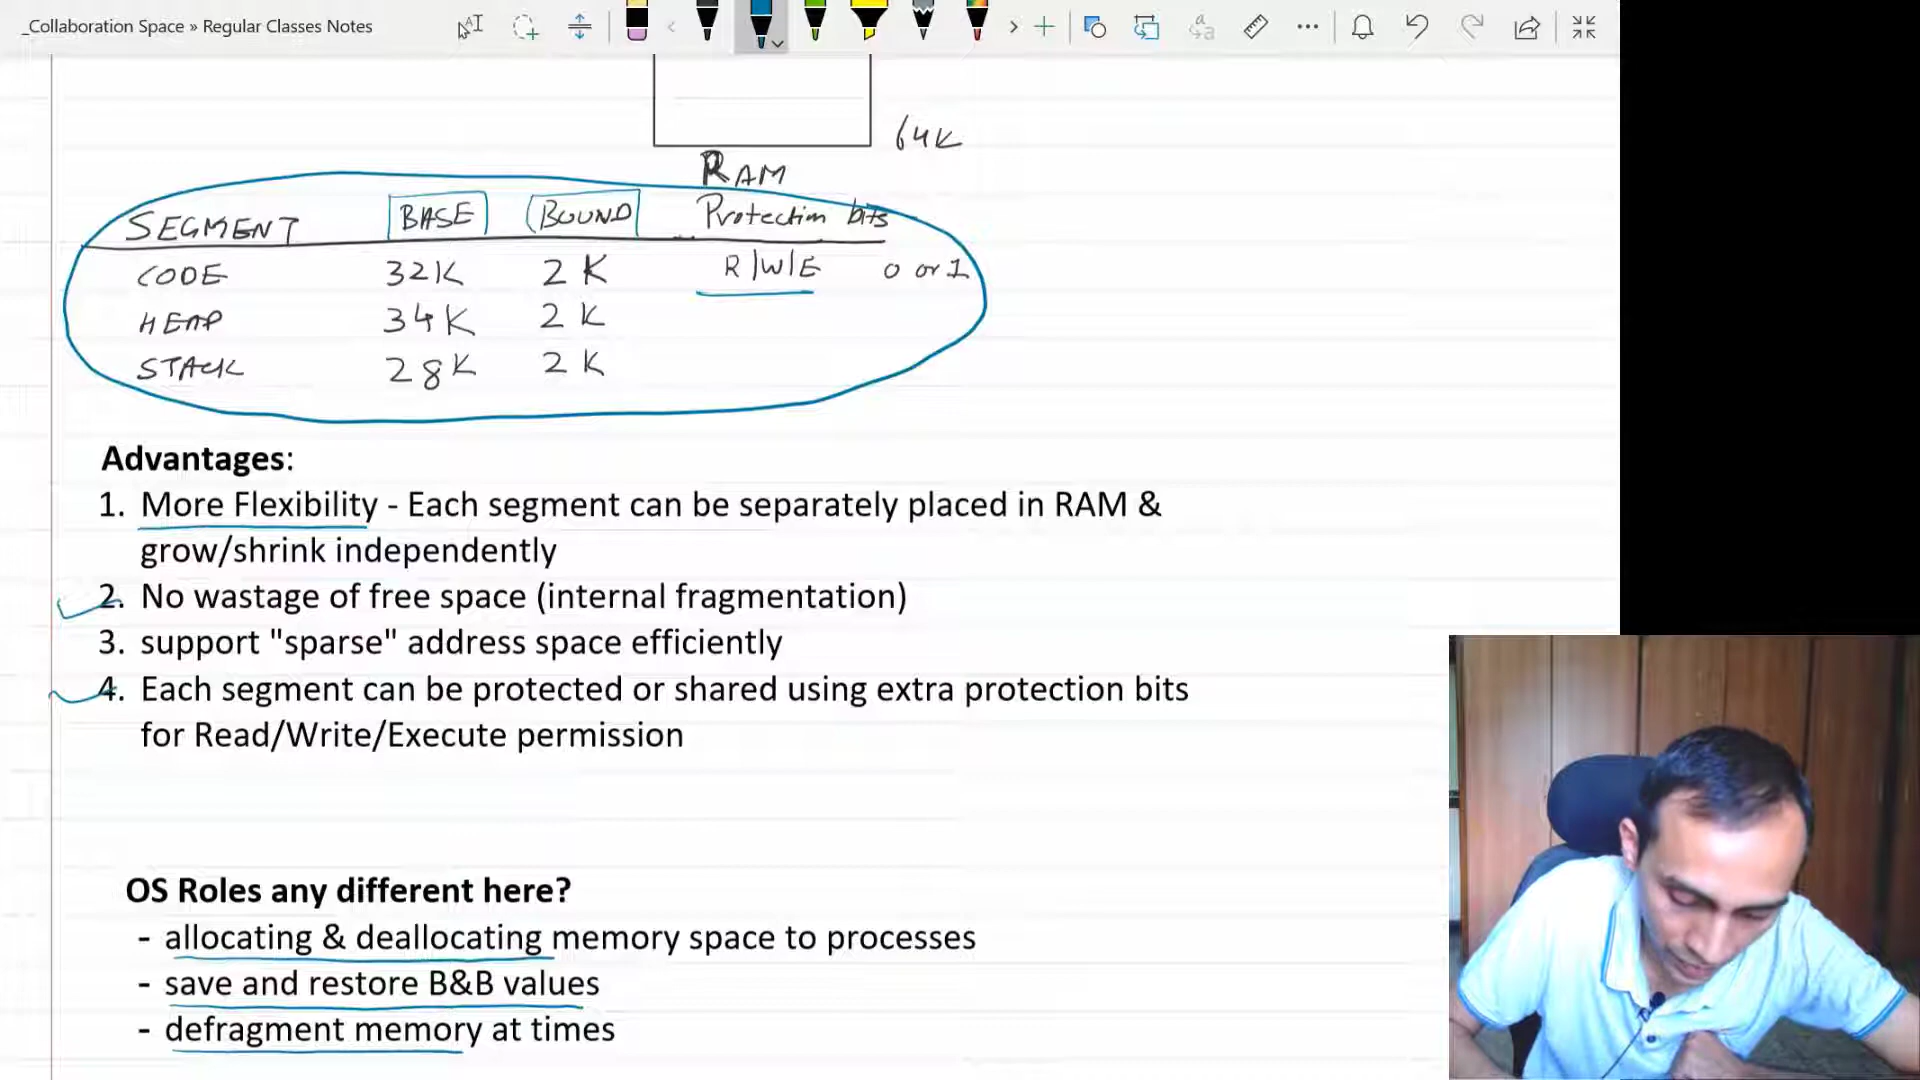 _Collaboration Space » Regular Classes Notes
64K
RAM
SEGMENT BASE BOUND Protection bits
CODE 32K 2K R/W/E 0 or 1
HEAP 34K 2K
STACK 28K 2K
Advantages:
1. More Flexibility - Each segment can be separately placed in RAM &
grow/shrink independently
2. No wastage of free space (internal fragmentation)
3. support "sparse" address space efficiently
4. Each segment can be protected or shared using extra protection bits
for Read/Write/Execute permission
OS Roles any different here?
- allocating & deallocating memory space to processes
- save and restore B&B values
- defragment memory at times